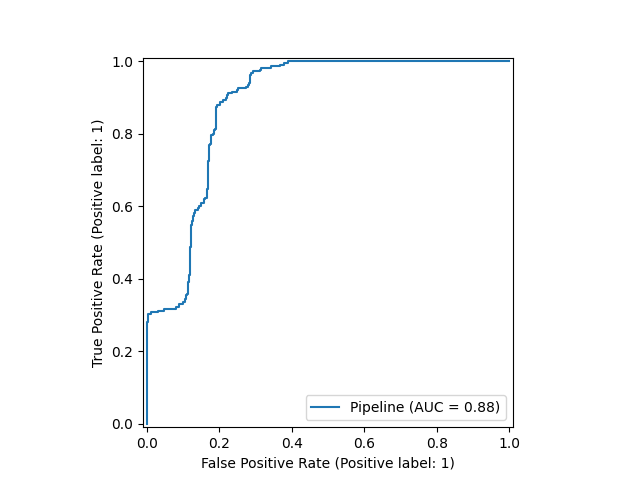 1.0
0.8
0.6
0.4
0.2
0.0
True Positive Rate (Positive label: 1)
Pipeline (AUC = 0.88)
0.0 0.2 0.4 0.6 0.8 1.0
False Positive Rate (Positive label: 1)